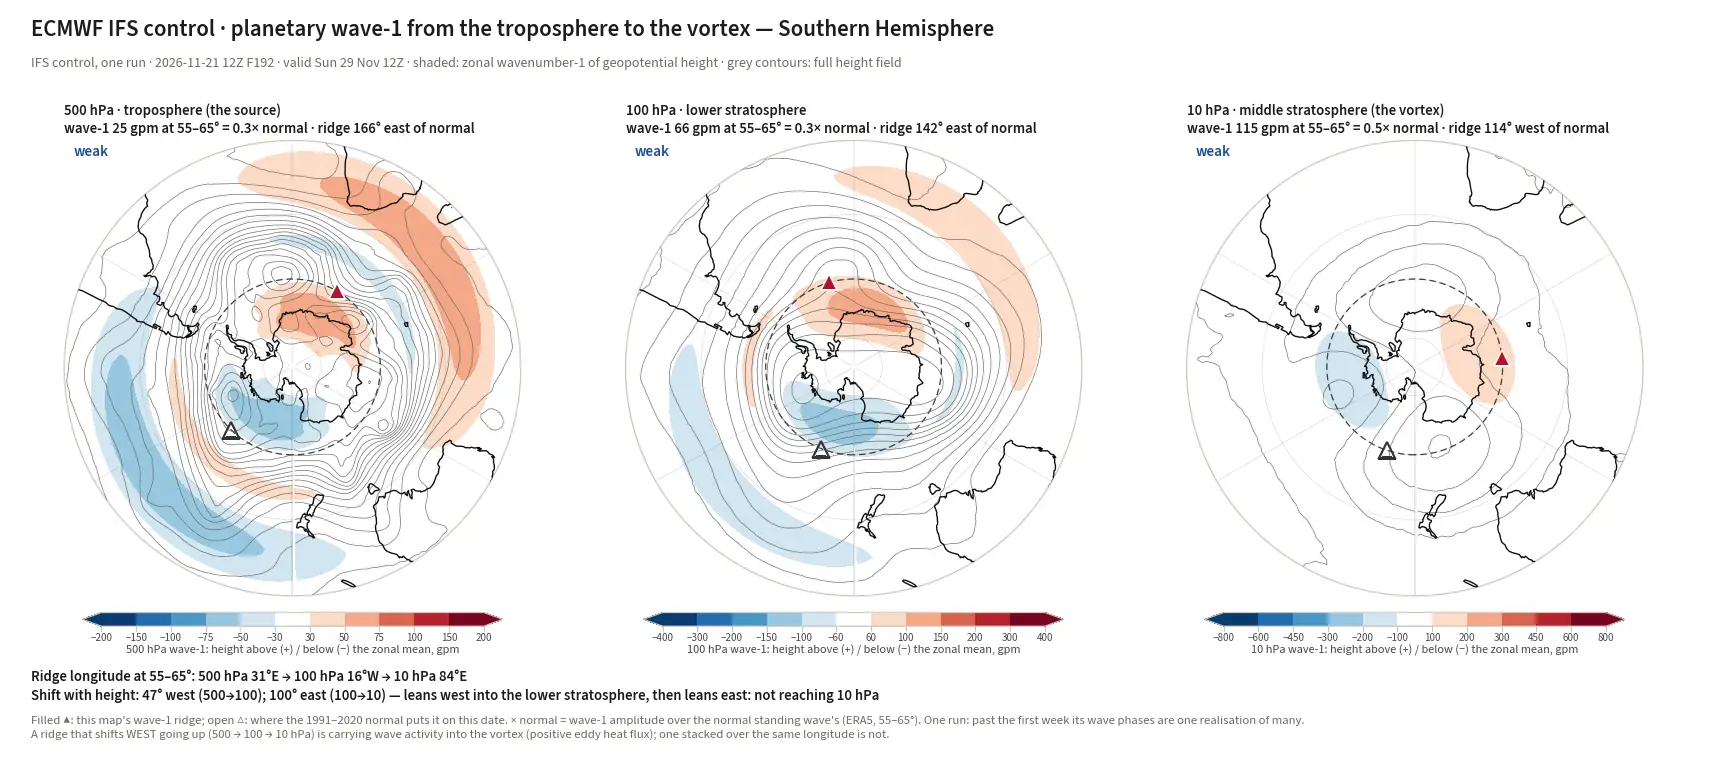 ECMWF IFS control · planetary wave-1 from the troposphere to the vortex — Southern Hemisphere
IFS control, one run · 2026-11-21 12Z F192 · valid Sun 29 Nov 12Z · shaded: zonal wavenumber-1 of geopotential height · grey contours: full height field
500 hPa · troposphere (the source)
wave-1 25 gpm at 55–65° = 0.3× normal · ridge 166° east of normal
weak
100 hPa · lower stratosphere
wave-1 66 gpm at 55–65° = 0.3× normal · ridge 142° east of normal
weak
10 hPa · middle stratosphere (the vortex)
wave-1 115 gpm at 55–65° = 0.5× normal · ridge 114° west of normal
weak
−200 −150 −100 −75 −50 −30 30 50 75 100 150 200
500 hPa wave-1: height above (+) / below (−) the zonal mean, gpm
−400 −300 −200 −150 −100 −60 60 100 150 200 300 400
100 hPa wave-1: height above (+) / below (−) the zonal mean, gpm
−800 −600 −450 −300 −200 −100 100 200 300 450 600 800
10 hPa wave-1: height above (+) / below (−) the zonal mean, gpm
Ridge longitude at 55–65°: 500 hPa 31°E → 100 hPa 16°W → 10 hPa 84°E
Shift with height: 47° west (500→100); 100° east (100→10) — leans west into the lower stratosphere, then leans east: not reaching 10 hPa
Filled ▲: this map's wave-1 ridge; open △: where the 1991–2020 normal puts it on this date. × normal = wave-1 amplitude over the normal standing wave's (ERA5, 55–65°). One run: past the first week its wave phases are one realisation of many.
A ridge that shifts WEST going up (500 → 100 → 10 hPa) is carrying wave activity into the vortex (positive eddy heat flux); one stacked over the same longitude is not.